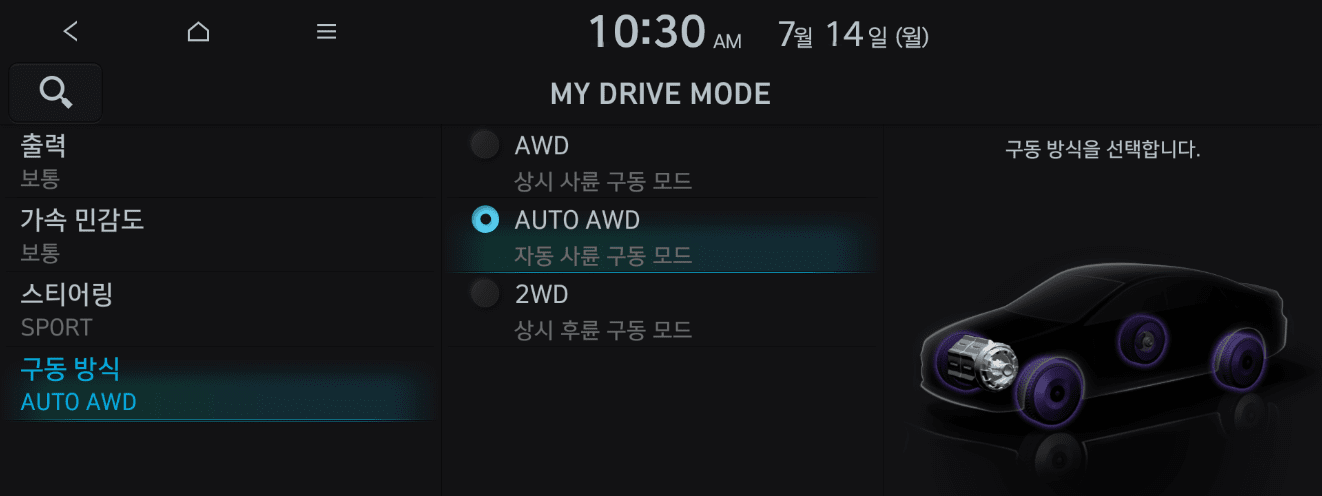 10:30 AM 7월 14일 (월)
MY DRIVE MODE
출력
보통
가속 민감도
보통
스티어링
SPORT
구동 방식
AUTO AWD
AWD
상시 사륜 구동 모드
AUTO AWD
자동 사륜 구동 모드
2WD
상시 후륜 구동 모드
구동 방식을 선택합니다.